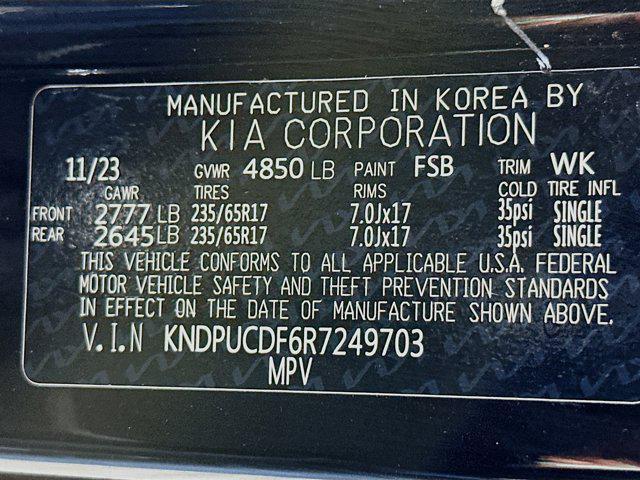 MANUFACTURED IN KOREA BY
KIA CORPORATION
11/23 GVWR 4850 LB PAINT FSB TRIM WK
GAWR TIRES RIMS COLD TIRE INFL
FRONT 2777 LB 235/65R17 7.0Jx17 35psi SINGLE
REAR 2645 LB 235/65R17 7.0Jx17 35psi SINGLE
THIS VEHICLE CONFORMS TO ALL APPLICABLE U.S.A. FEDERAL
MOTOR VEHICLE SAFETY AND THEFT PREVENTION STANDARDS
IN EFFECT ON THE DATE OF MANUFACTURE SHOWN ABOVE.
V.I.N KNDPUCDF6R7249703
MPV